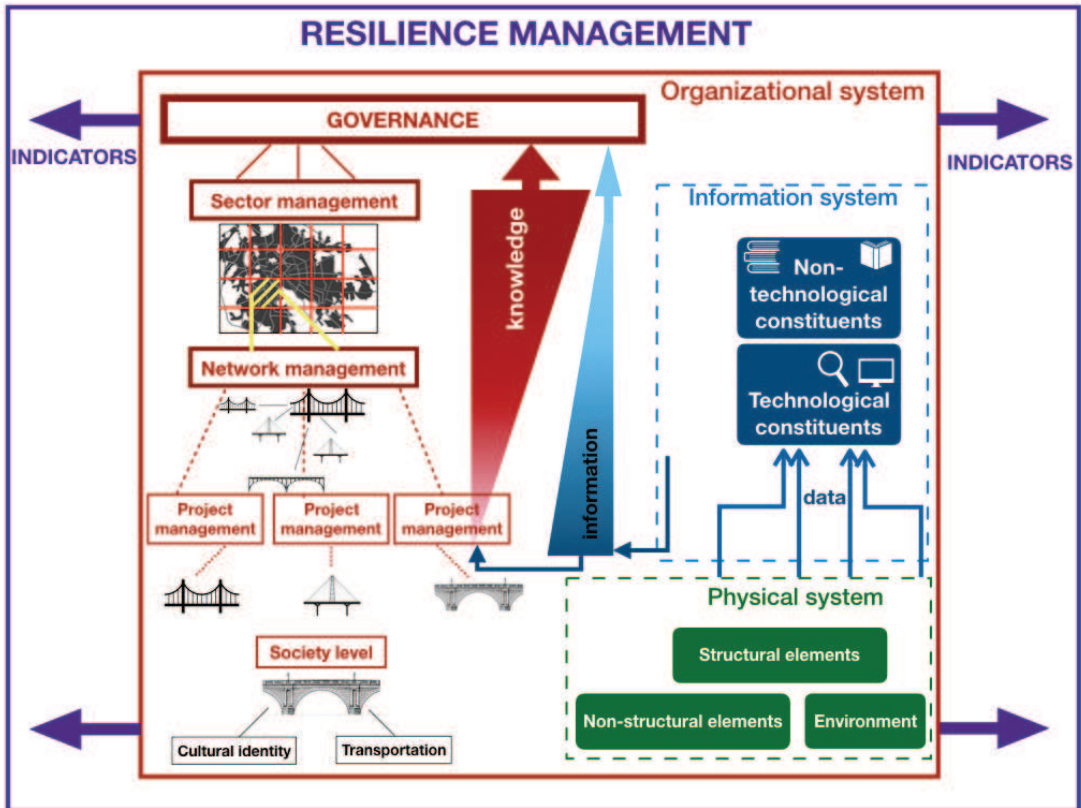 RESILIENCE MANAGEMENT
Organizational system
GOVERNANCE
INDICATORS
INDICATORS
Sector management
knowledge
Information system
Non-
technological
constituents
Network management
Technological
constituents
information
data
Project
management
Project
management
Project
management
Physical system
Structural elements
Society level
Non-structural elements
Environment
Cultural identity
Transportation